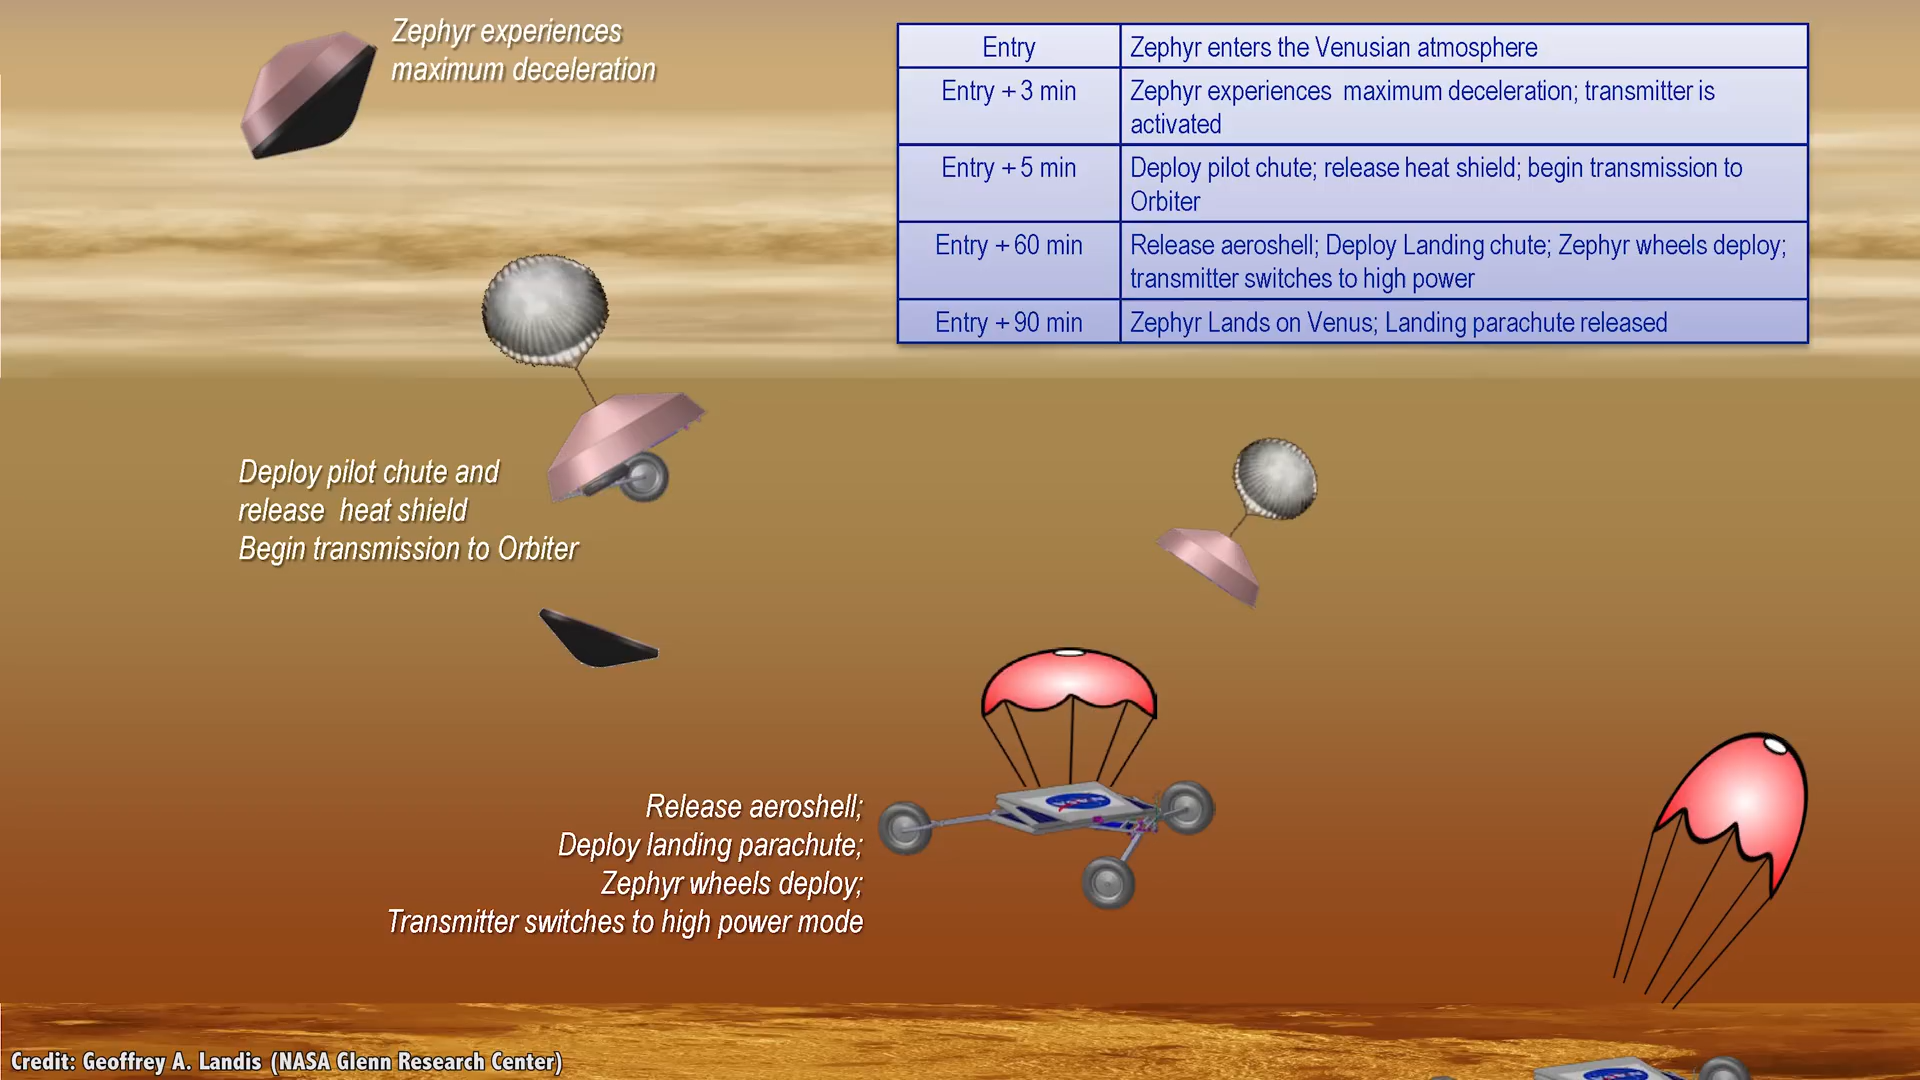 Zephyr experiences
maximum deceleration
Entry Zephyr enters the Venusian atmosphere
Entry + 3 min Zephyr experiences maximum deceleration; transmitter is
activated
Entry + 5 min Deploy pilot chute; release heat shield; begin transmission to
Orbiter
Entry + 60 min Release aeroshell; Deploy Landing chute; Zephyr wheels deploy;
transmitter switches to high power
Entry + 90 min Zephyr Lands on Venus; Landing parachute released
Deploy pilot chute and
release heat shield
Begin transmission to Orbiter
Release aeroshell;
Deploy landing parachute;
Zephyr wheels deploy;
Transmitter switches to high power mode
NASA
Credit: Geoffrey A. Landis (NASA Glenn Research Center)